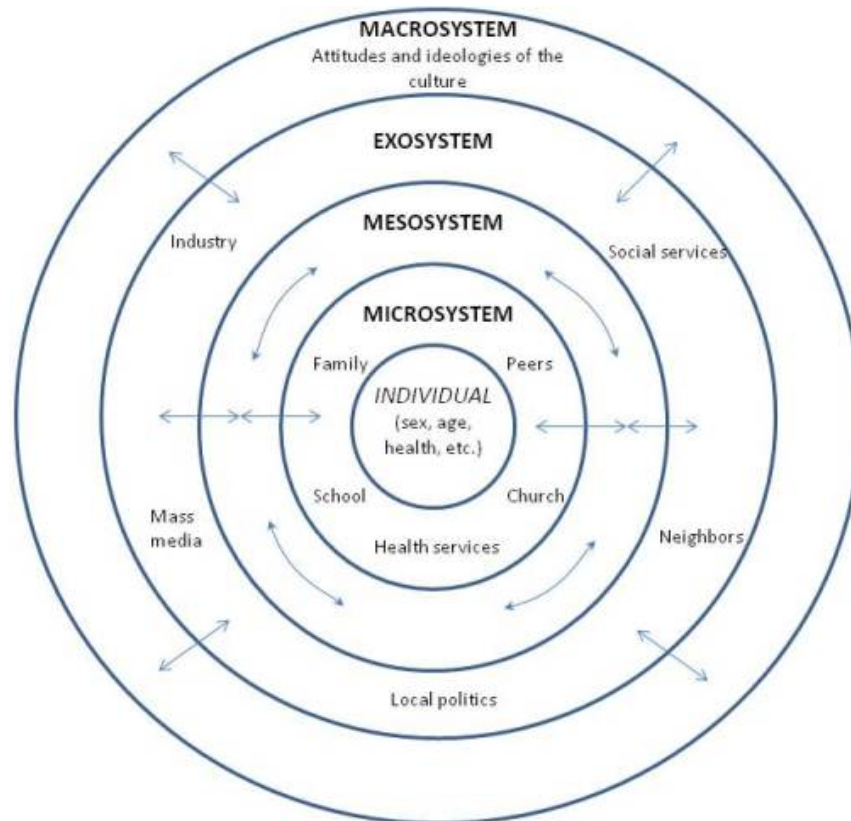 MACROSYSTEM
Attitudes and ideologies of the
culture
EXOSYSTEM
MESOSYSTEM
Industry
Social services
MICROSYSTEM
Family
Peers
INDIVIDUAL
(sex, age,
health, etc.)
School
Church
Mass
media
Health services
Neighbors
Local politics